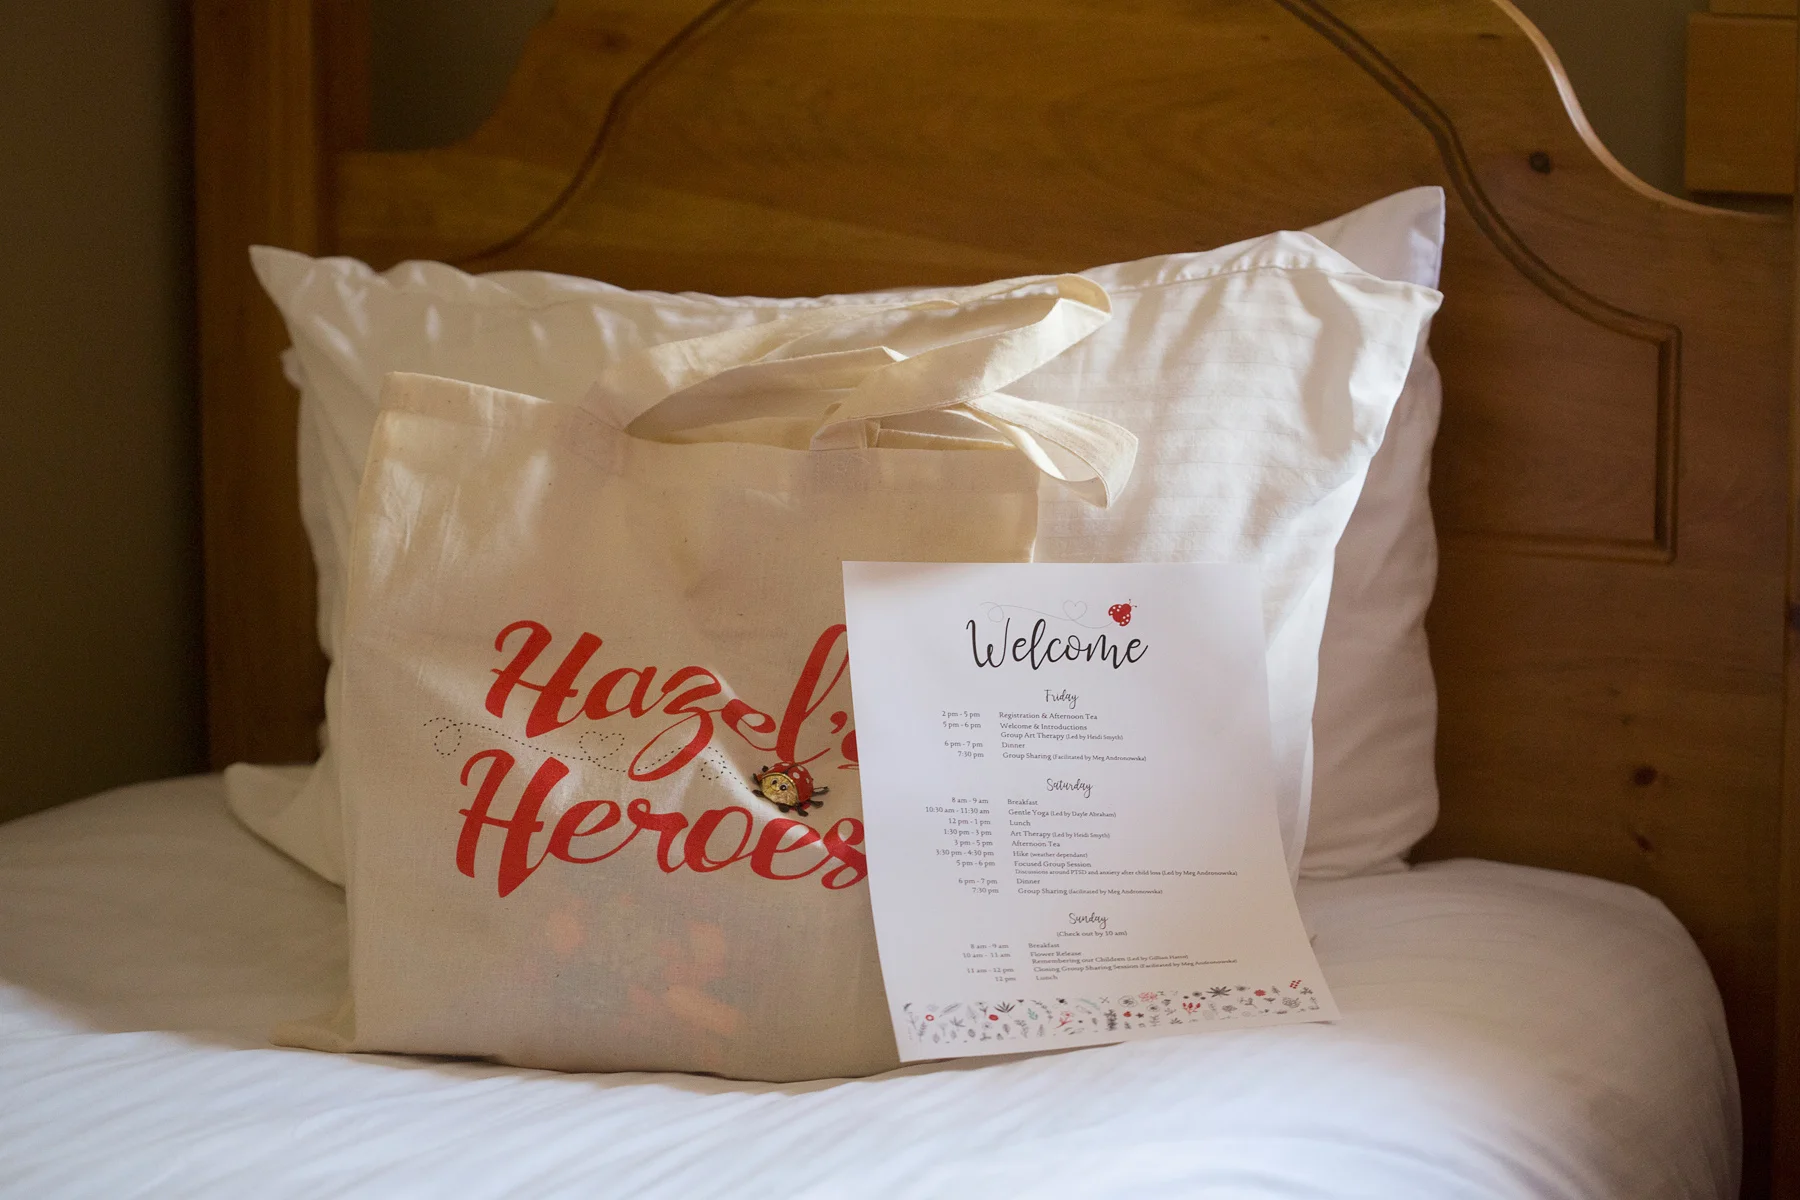 Hazel's
Heroes
Welcome
Friday
2 pm - 5 pm Registration & Afternoon Tea
5 pm - 6 pm Welcome & Introductions
Group Art Therapy (Led by Heidi Smyth)
6 pm - 7 pm Dinner
7:30 pm Group Sharing (Facilitated by Meg Andronowska)
Saturday
8 am - 9 am Breakfast
10:30 am - 11:30 am Gentle Yoga (Led by Dayle Abraham)
12 pm - 1 pm Lunch
1:30 pm - 3 pm Art Therapy (Led by Heidi Smyth)
3 pm - 5 pm Afternoon Tea
3:30 pm - 4:30 pm Hike (weather dependant)
5 pm - 6 pm Focused Group Session
Discussions around PTSD and anxiety after child loss (Led by Meg Andronowska)
6 pm - 7 pm Dinner
7:30 pm Group Sharing (facilitated by Meg Andronowska)
Sunday
(Check out by 10 am)
8 am - 9 am Breakfast
10 am - 11 am Flower Release
Remembering our Children (Led by Gillian
11 am - 12 pm Closing Group Sharing Session (Facilitated by Meg Andronowska)
12 pm Lunch